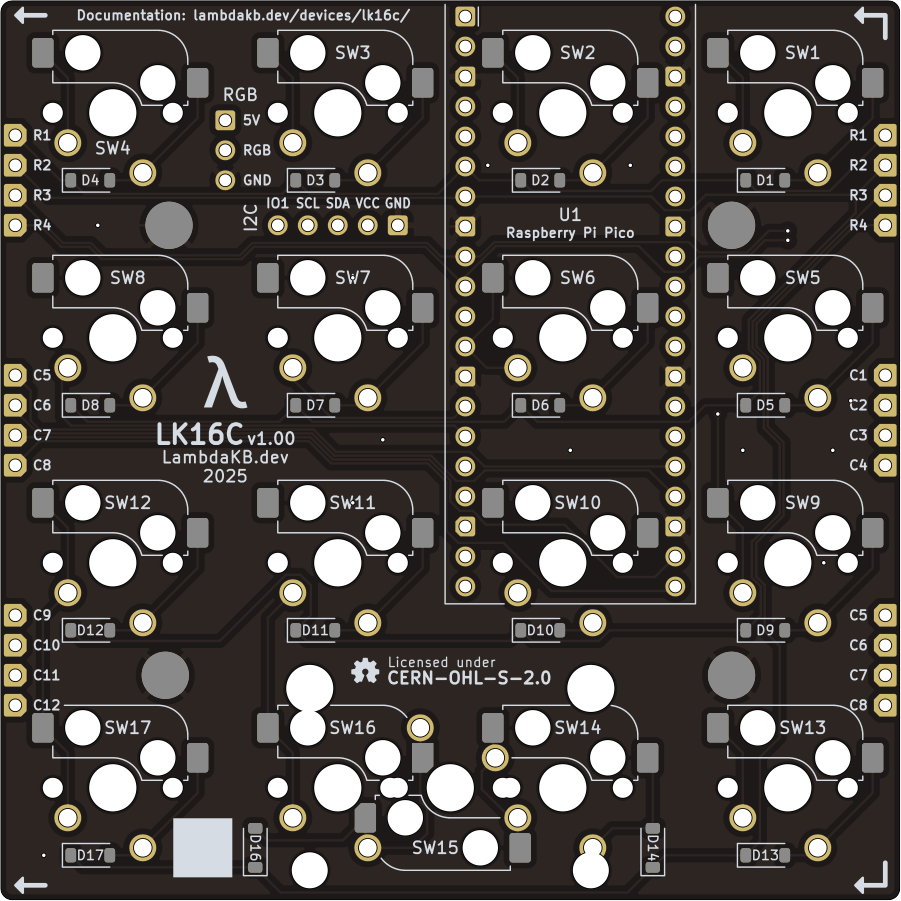 Documentation: lambdakb.dev/devices/lk16c/
SW3
SW2
SW1
RGB
5V
R1
R1
SW4
RGB
R2
R2
D4
GND
D3
D2
D1
R3
R3
I2C
IO1 SCL SDA VCC GND
R4
R4
U1
Raspberry Pi Pico
SW8
SW7
SW6
SW5
C5
C1
C6
D8
D7
D6
D5
C2
λ
C7
C3
LK16C v1.00
LambdaKB.dev
2025
C8
C4
SW12
SW11
SW10
SW9
C9
C5
D12
D11
D10
D9
C10
C6
Licensed under
CERN-OHL-S-2.0
C11
C7
C12
C8
SW17
SW16
SW14
SW13
SW15
D17
D16
D14
D13